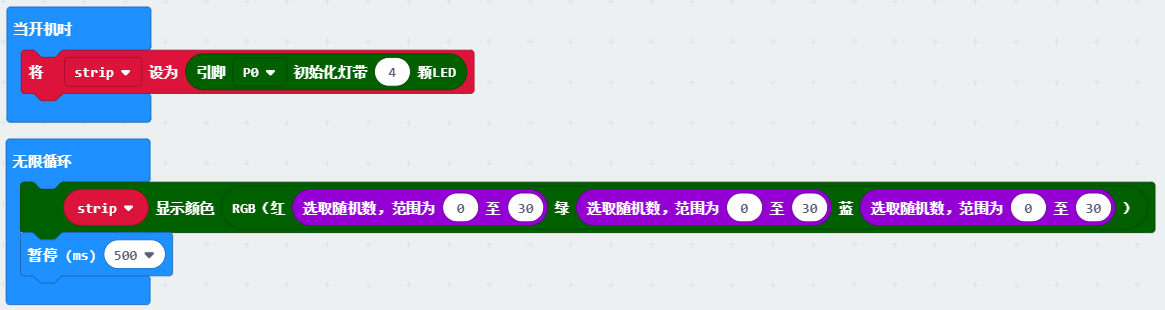 当开机时
将 strip 设为 引脚 P0 初始化灯带 4 颗LED
无限循环
strip 显示颜色 RGB（红 选取随机数，范围为 0 至 30 绿 选取随机数，范围为 0 至 30 蓝 选取随机数，范围为 0 至 30 ）
暂停 (ms) 500